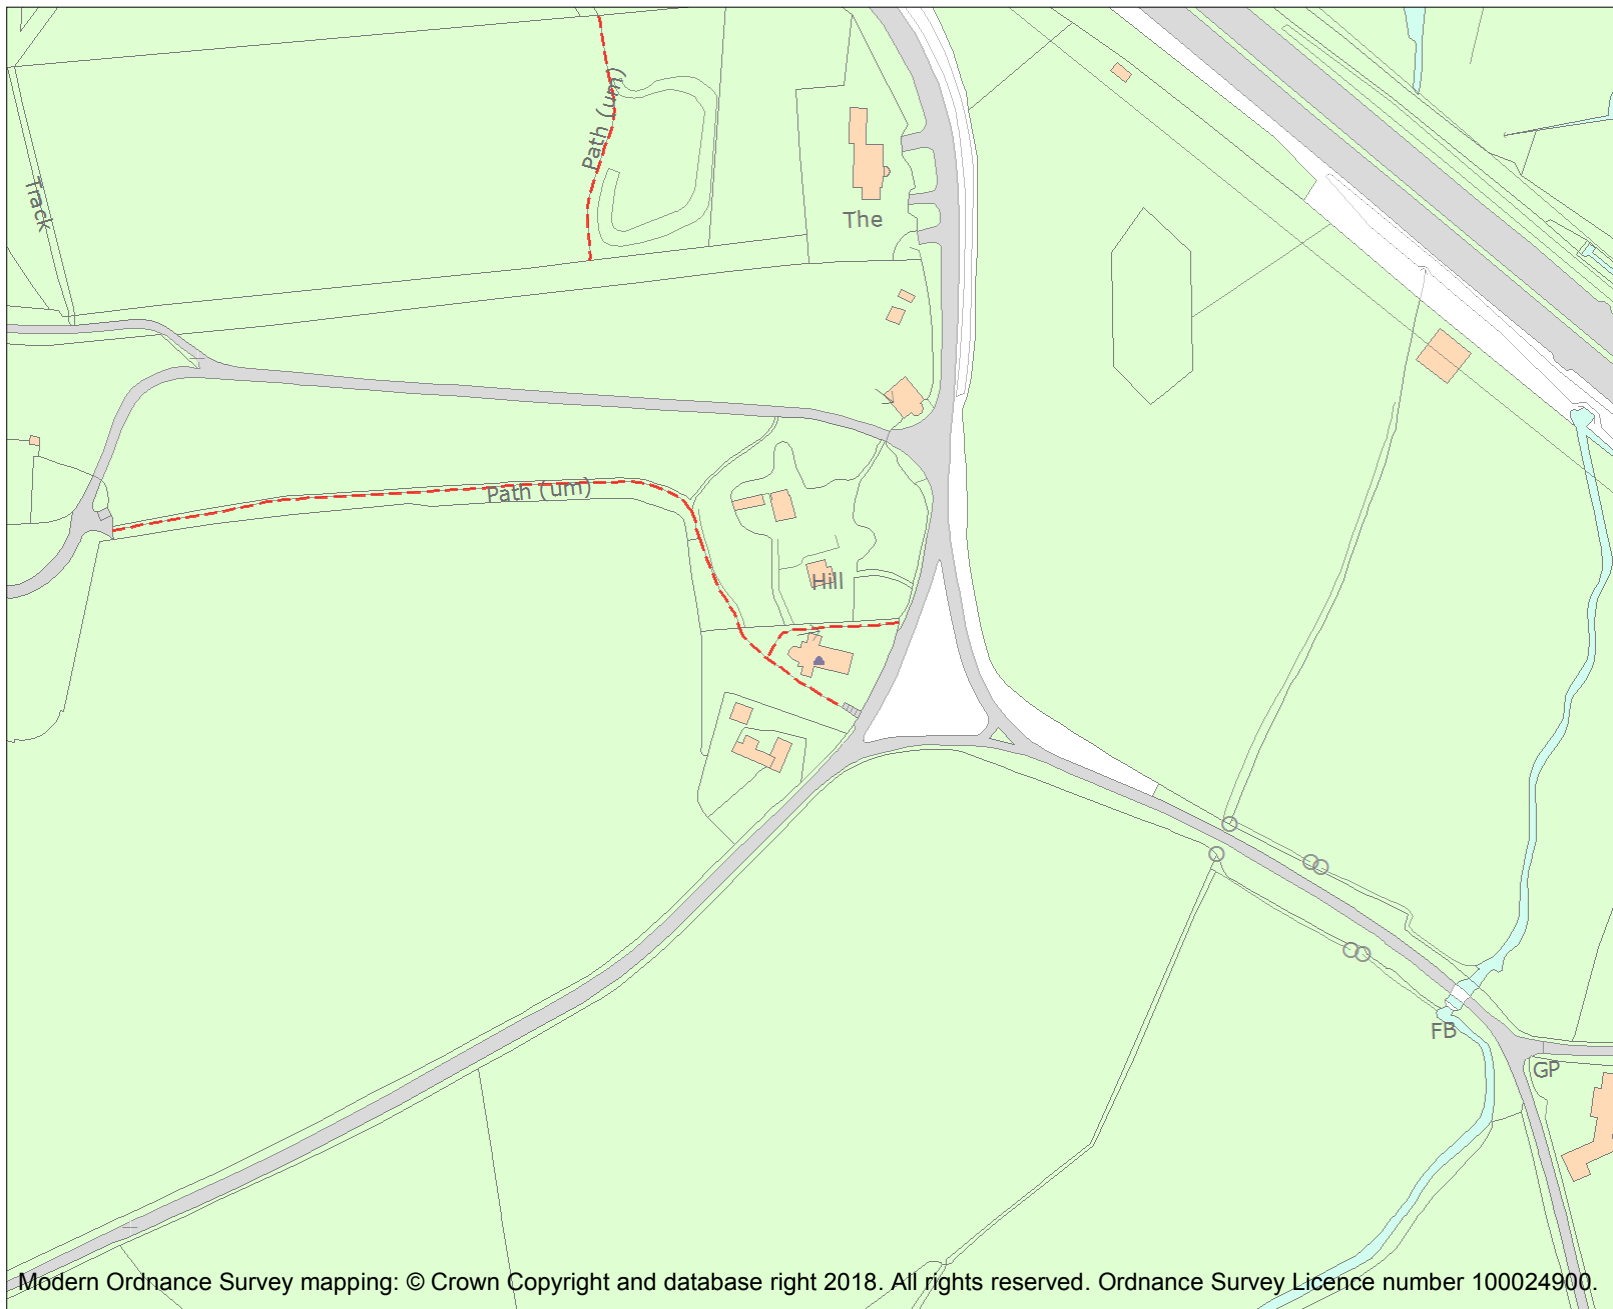 Path (um)
Track
The
Path (um)
Hill
FB
GP
Modern Ordnance Survey mapping: © Crown Copyright and database right 2018. All rights reserved. Ordnance Survey Licence number 100024900.